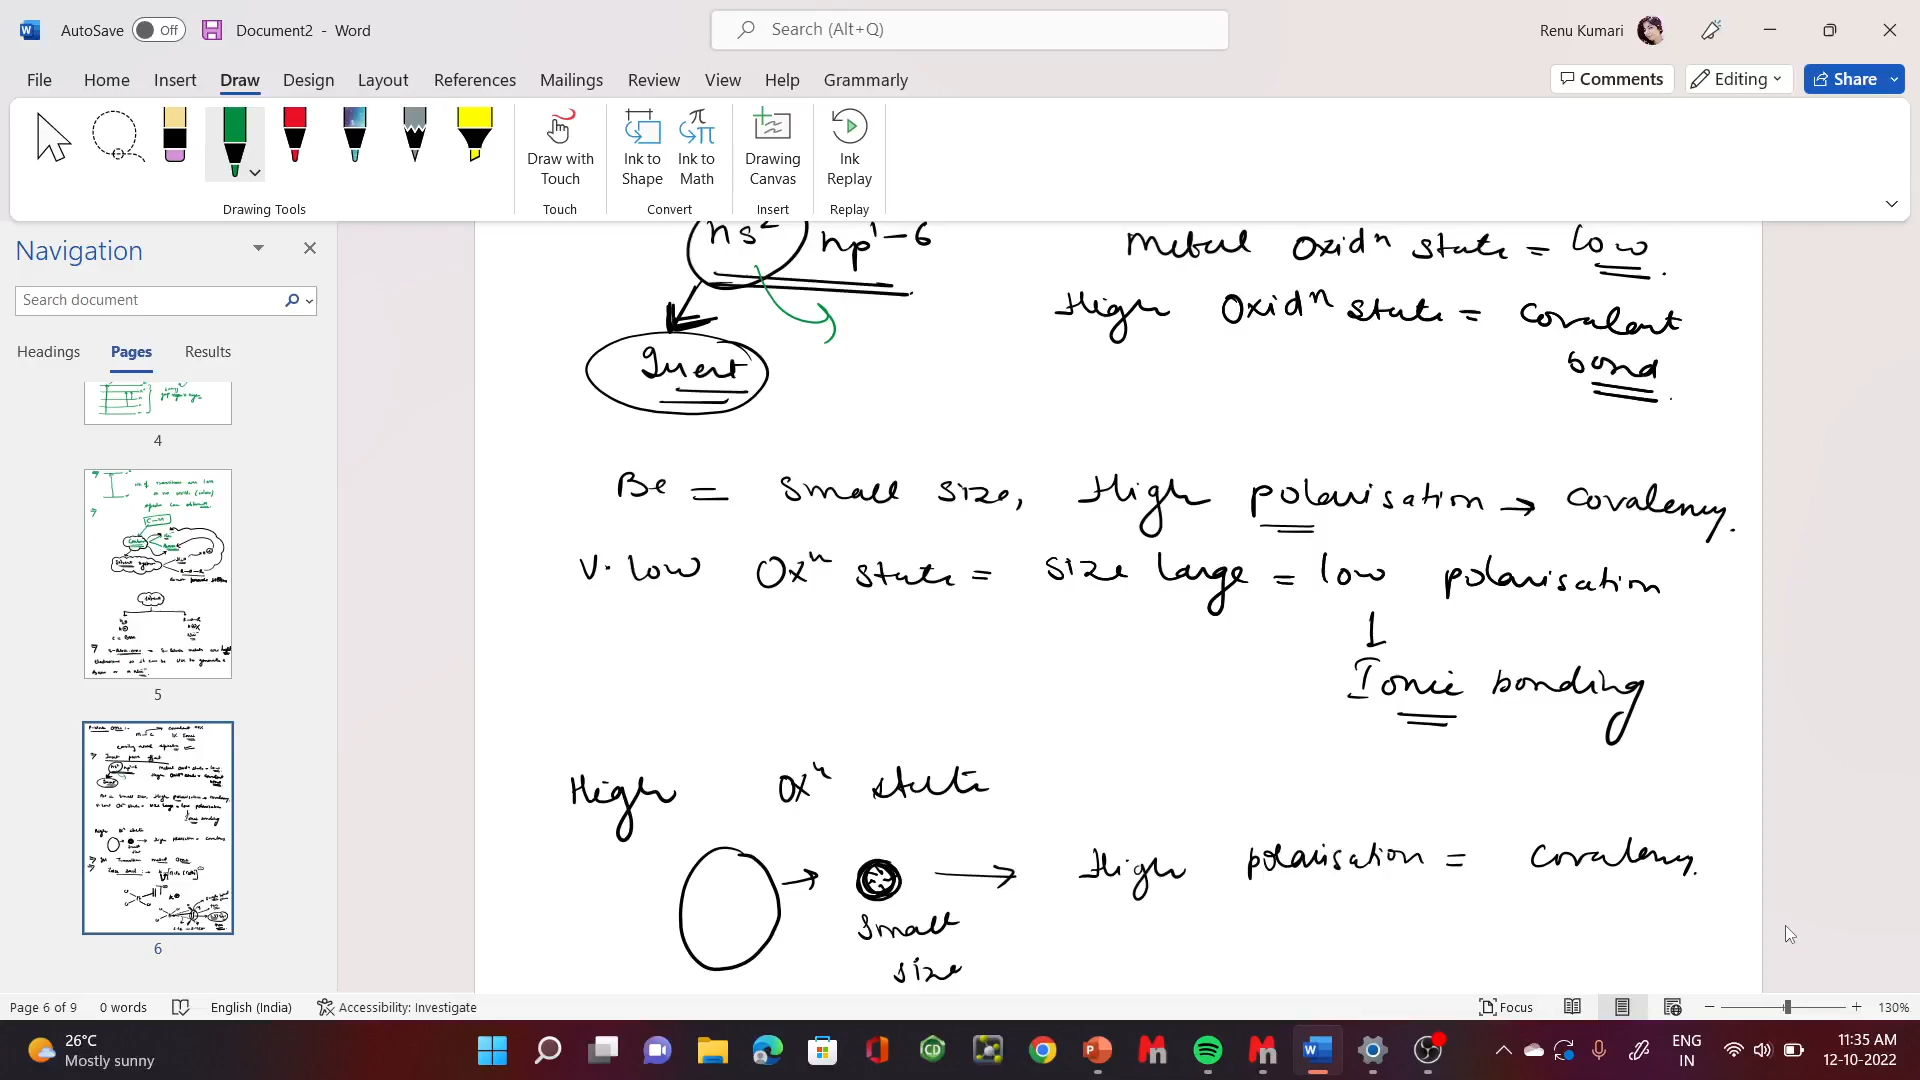 AutoSave Off Document2 - Word Search (Alt+Q) Renu Kumari
File Home Insert Draw Design Layout References Mailings Review View Help Grammarly Comments Editing Share
Draw with Touch
Ink to Shape
Ink to Math
Drawing Canvas
Ink Replay
Drawing Tools Touch Convert Insert Replay
Navigation
Search document
Headings Pages Results
4
5
6
ns² np¹-6
Inert
Metal Oxidⁿ state = low.
High Oxidⁿ state = covalent
bond.
Be = small size, High polarisation → covalency.
V. low Oxⁿ state = size large = low polarisation
Ionic bonding
High Oxⁿ state
→ → High polarisation = covalency.
Small
size
Page 6 of 9 0 words English (India) Accessibility: Investigate Focus 130%
26°C
Mostly sunny
ENG
IN
11:35 AM
12-10-2022